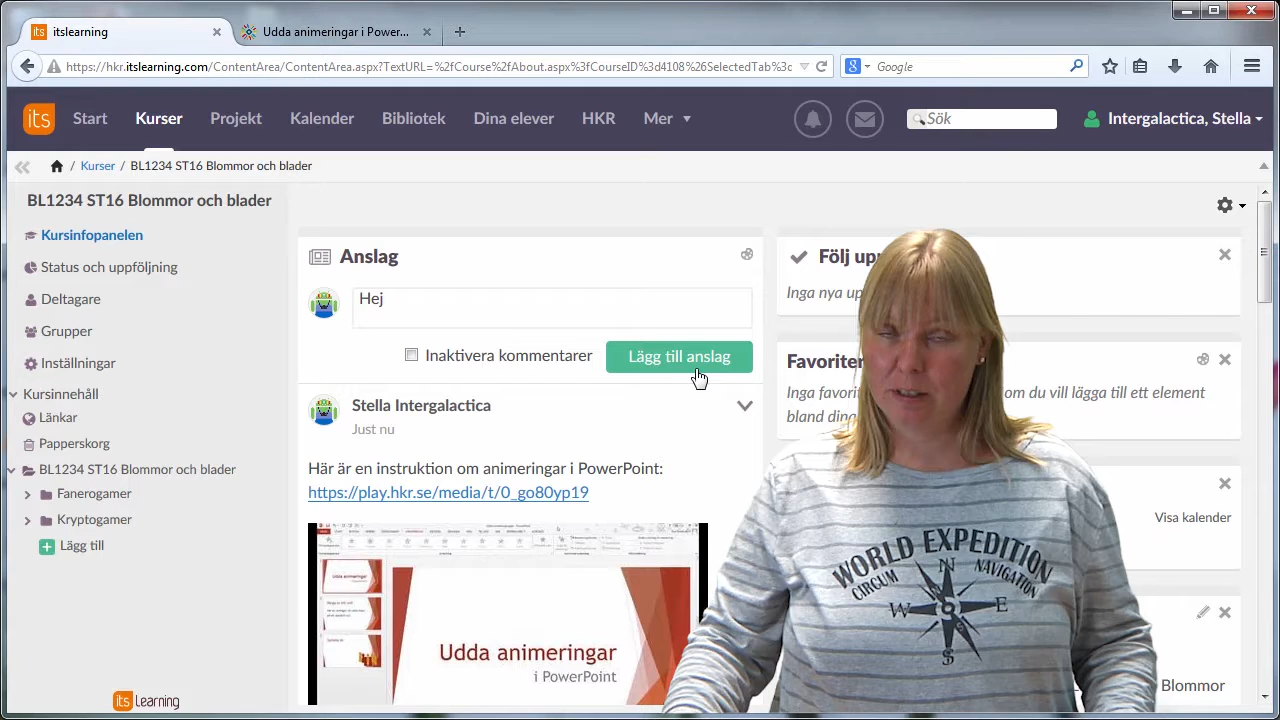 itslearning
Udda animeringar i Power...
https://hkr.itslearning.com/ContentArea/ContentArea.aspx?TextURL=%2fCourse%2fAbout.aspx%3fCourseID%3d4108%26SelectedTab%3c
Google
its
Start
Kurser
Projekt
Kalender
Bibliotek
Dina elever
HKR
Mer
Sök
Intergalactica, Stella
/ Kurser / BL1234 ST16 Blommor och blader
BL1234 ST16 Blommor och blader
Kursinfopanelen
Status och uppföljning
Deltagare
Grupper
Inställningar
Kursinnehåll
Länkar
Papperskorg
BL1234 ST16 Blommor och blader
Fanerogamer
Kryptogamer
Lägg till
its Learning
Anslag
Hej
Inaktivera kommentarer
Lägg till anslag
Stella Intergalactica
Just nu
Här är en instruktion om animeringar i PowerPoint:
https://play.hkr.se/media/t/0_go80yp19
Udda animeringar
Udda animeringar
i PowerPoint
Följ
Inga nya
Favoriter
Inga om du vill lägga till ett element
bland
Visa kalender
Blommor
WORLD EXPEDITION
CIRCUM NAVIGATION
N
W E
S